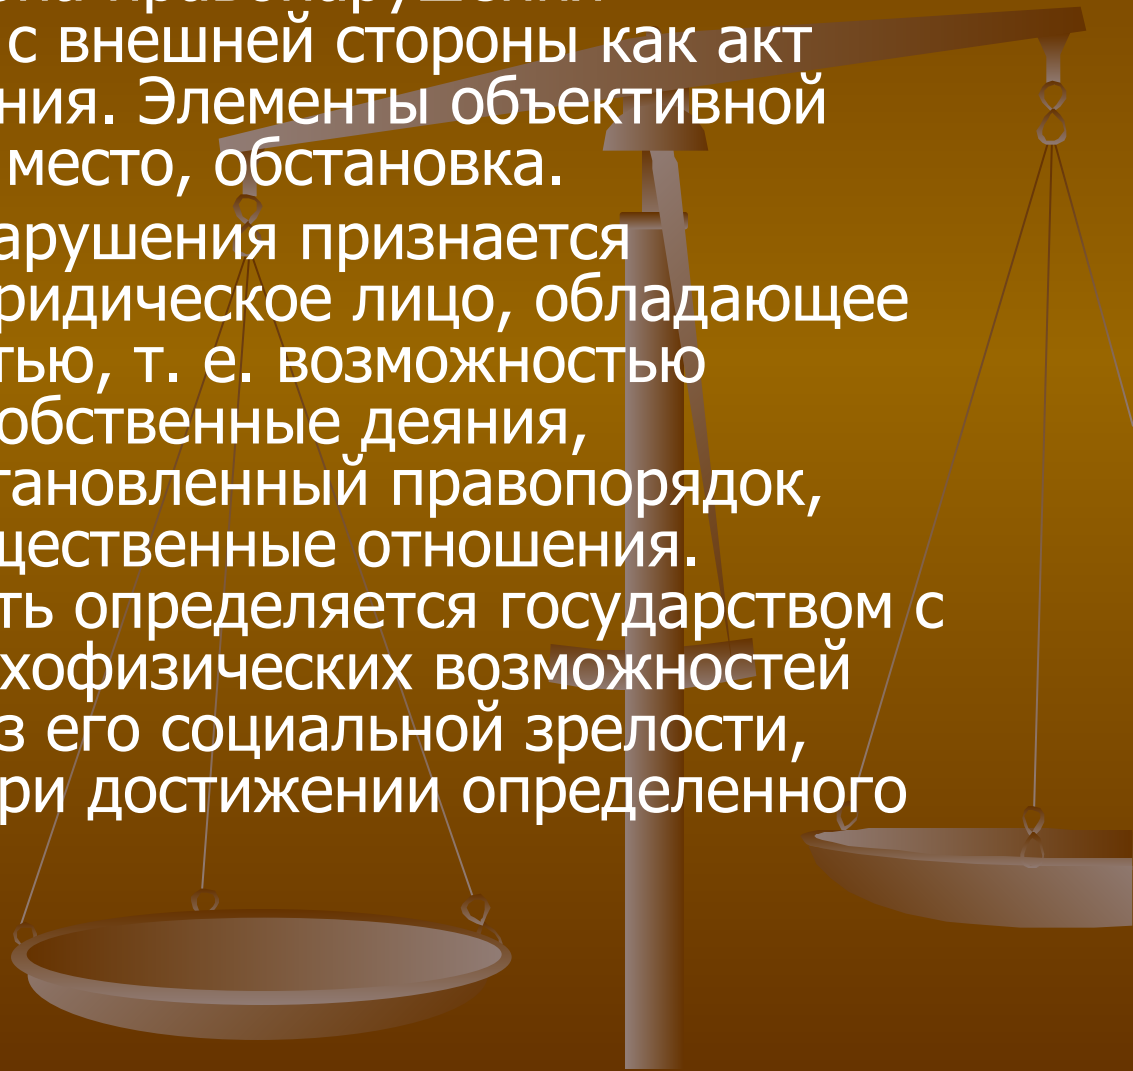 правонарушения
с внешней стороны как акт
ния. Элементы объективной
место, обстановка.
арушения признается
ридическое лицо, обладающее
тью, т. е. возможностью
обственные деяния,
тановленный правопорядок,
щественные отношения.
ть определяется государством с
хофизических возможностей
з его социальной зрелости,
ри достижении определенного